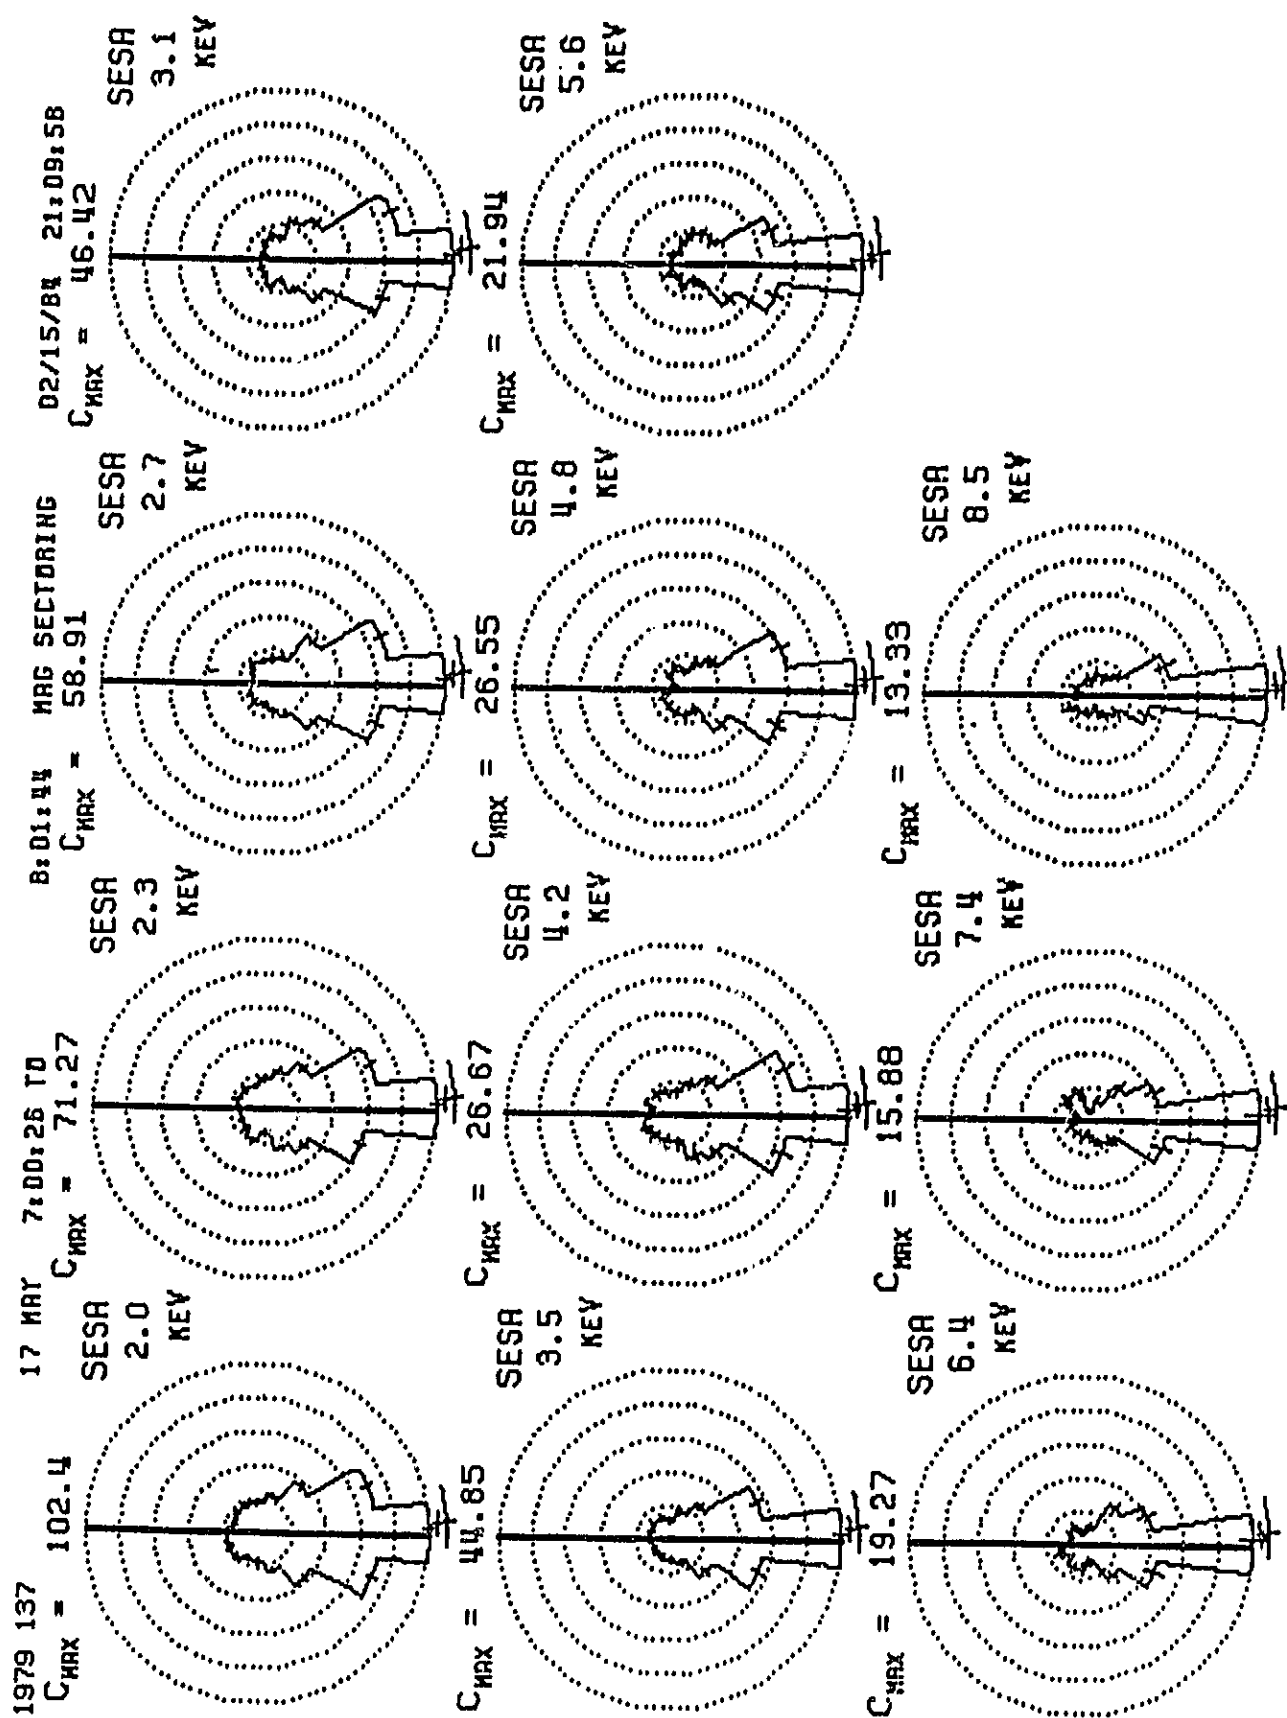 1979 137 17 MAY 7:00:26 TO 8:01:44 MAG SECTORING 02/15/84 21:09:58
C_MAX = 102.4
SESA
2.0
KEV
C_MAX = 71.27
SESA
2.3
KEV
C_MAX = 58.91
SESA
2.7
KEV
C_MAX = 46.42
SESA
3.1
KEV
C_MAX = 44.85
SESA
3.5
KEV
C_MAX = 26.67
SESA
4.2
KEV
C_MAX = 26.55
SESA
4.8
KEV
C_MAX = 21.94
SESA
5.6
KEV
C_MAX = 19.27
SESA
6.4
KEV
C_MAX = 15.88
SESA
7.4
KEV
C_MAX = 13.33
SESA
8.5
KEV